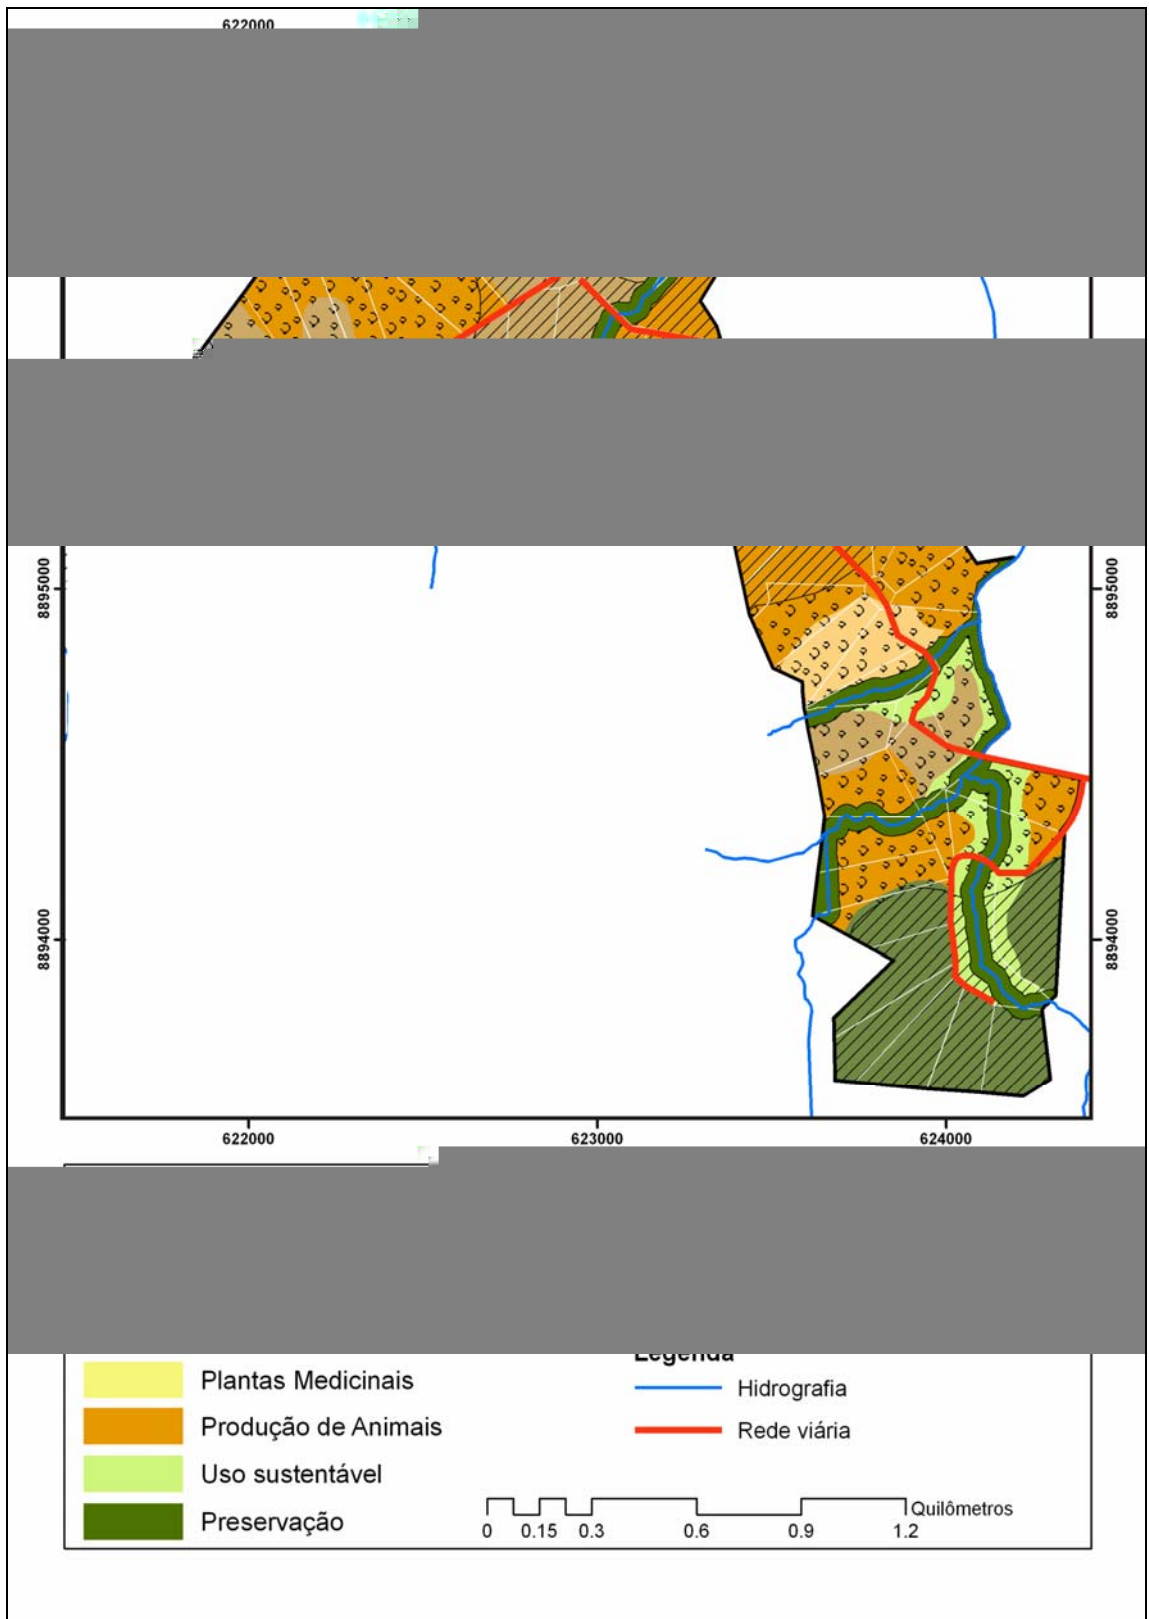 622000
8895000
8895000
8894000
8894000
622000
623000
624000
Legenda
Plantas Medicinais
Hidrografia
Produção de Animais
Rede viária
Uso sustentável
Preservação
Quilômetros
0 0.15 0.3 0.6 0.9 1.2